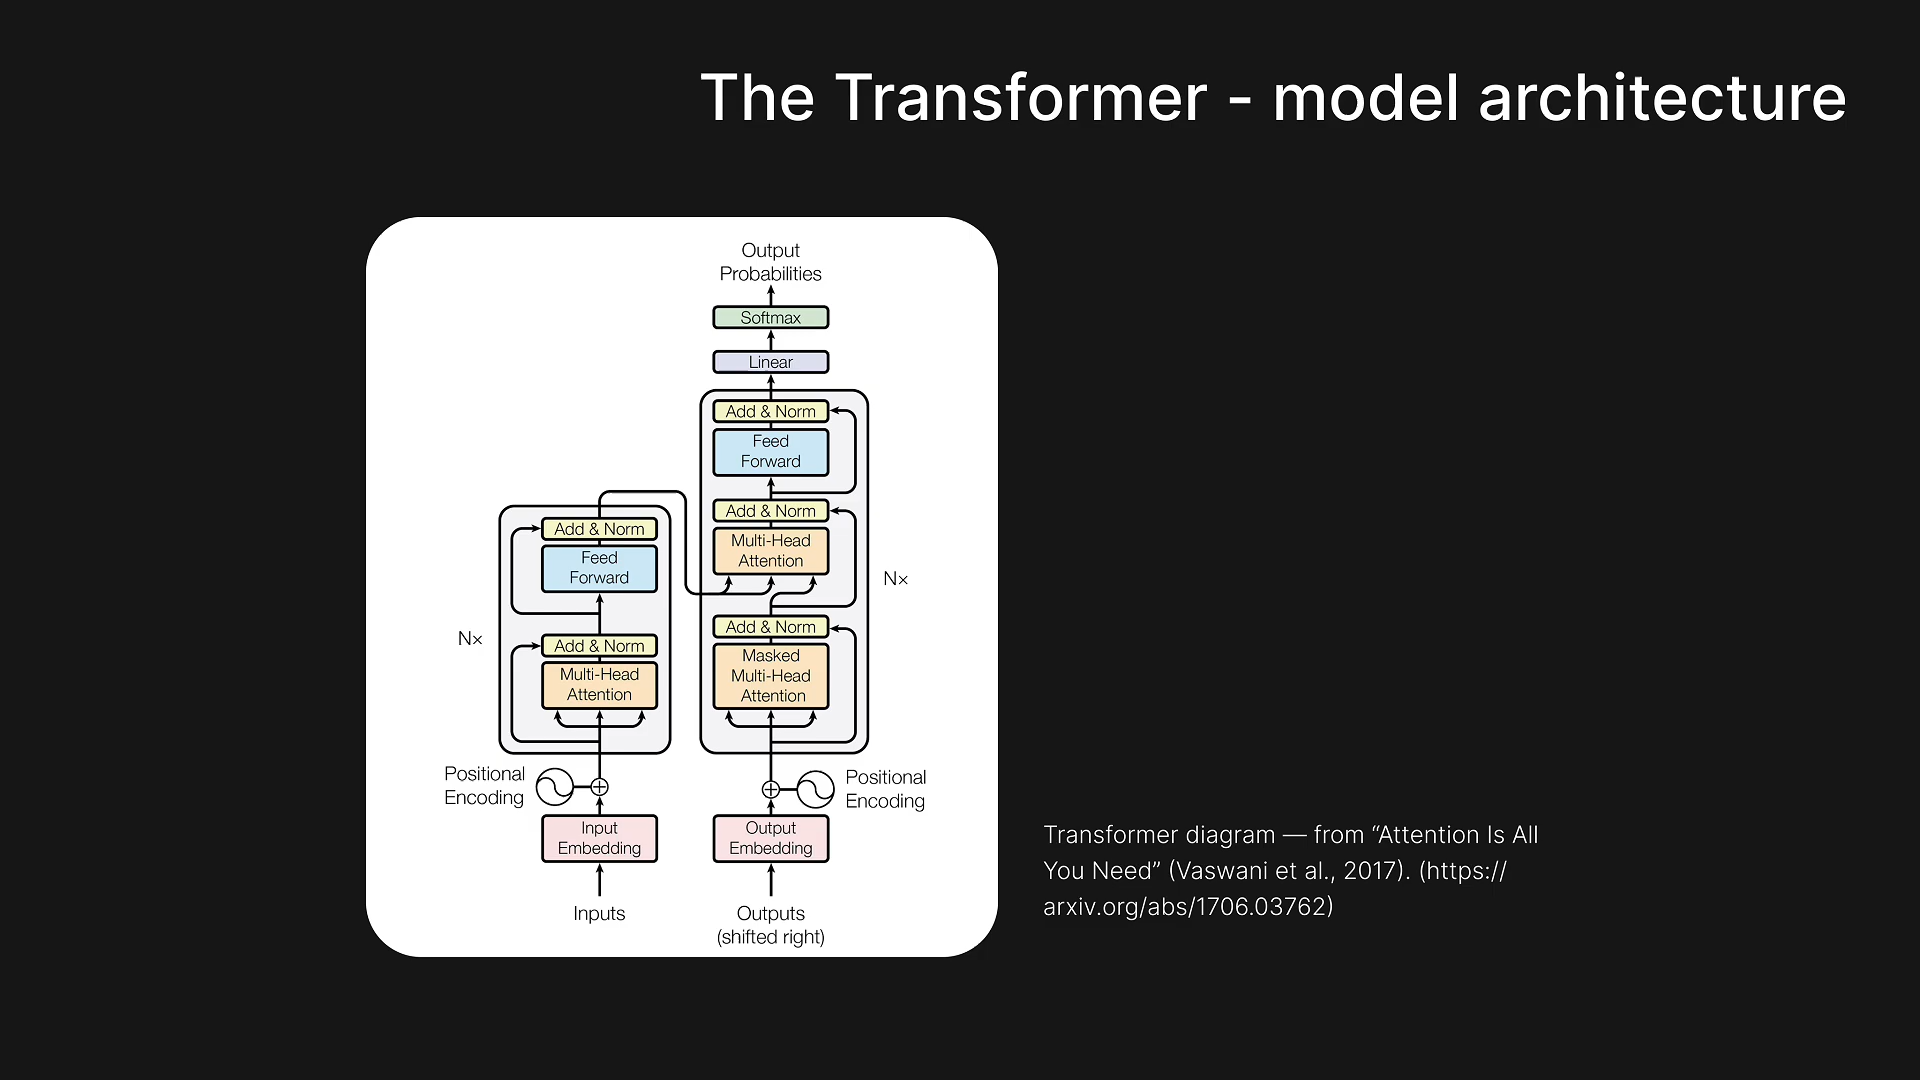 The Transformer - model architecture
Output
Probabilities
Softmax
Linear
Add & Norm
Feed
Forward
Add & Norm
Multi-Head
Attention
Nx
Add & Norm
Masked
Multi-Head
Attention
Add & Norm
Feed
Forward
Nx
Add & Norm
Multi-Head
Attention
Positional
Encoding
Positional
Encoding
Input
Embedding
Output
Embedding
Inputs
Outputs
(shifted right)
Transformer diagram — from “Attention Is All
You Need” (Vaswani et al., 2017). (https://
arxiv.org/abs/1706.03762)